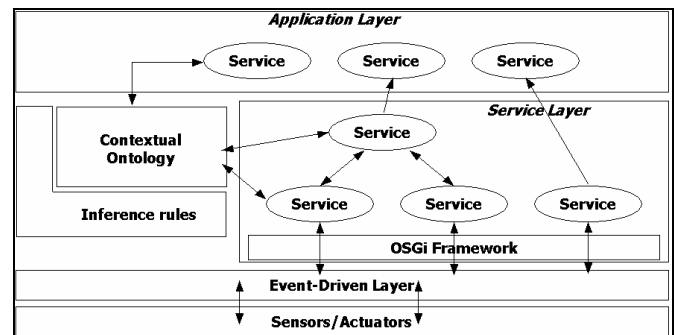 Application Layer
Service Service Service
Service Layer
Contextual
Ontology
Service
Inference rules
Service Service Service
OSGi Framework
Event-Driven Layer
Sensors/Actuators